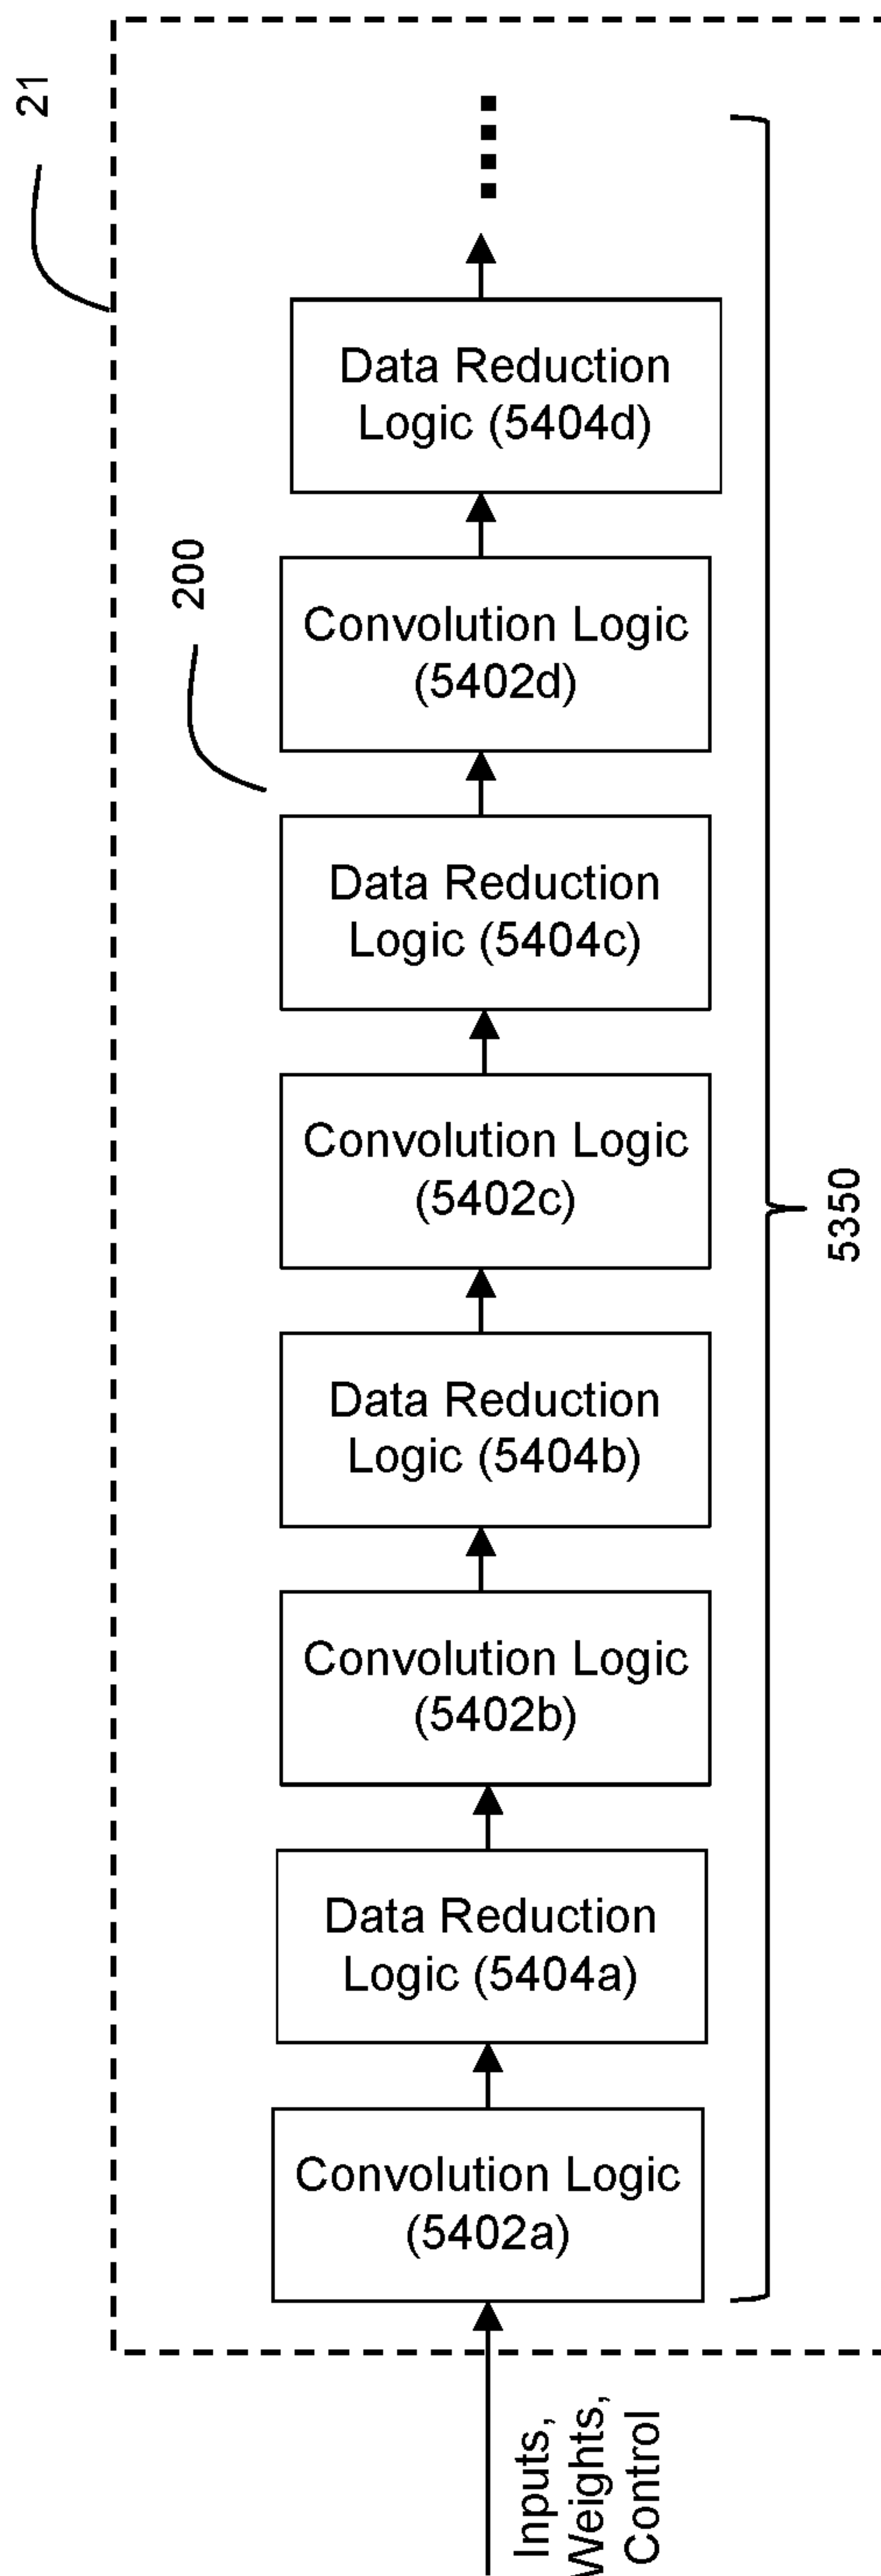 21
Data Reduction
Logic (5404d)
200
Convolution Logic
(5402d)
Data Reduction
Logic (5404c)
Convolution Logic
(5402c)
5350
Data Reduction
Logic (5404b)
Convolution Logic
(5402b)
Data Reduction
Logic (5404a)
Convolution Logic
(5402a)
Inputs,
Weights,
Control